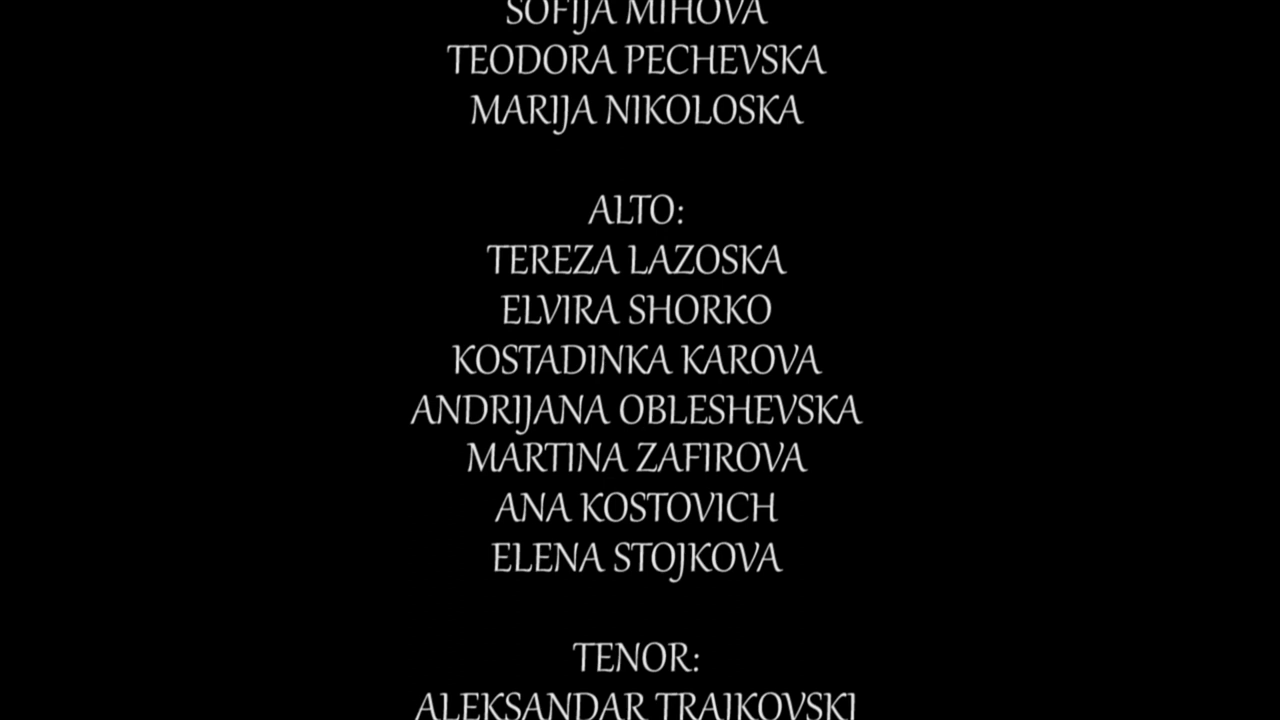 SOFIJA MIHOVA
TEODORA PECHEVSKA
MARIJA NIKOLOSKA
ALTO:
TEREZA LAZOSKA
ELVIRA SHORKO
KOSTADINKA KAROVA
ANDRIJANA OBLESHEVSKA
MARTINA ZAFIROVA
ANA KOSTOVICH
ELENA STOJKOVA
TENOR:
ALEKSANDAR TRAJKOVSKI